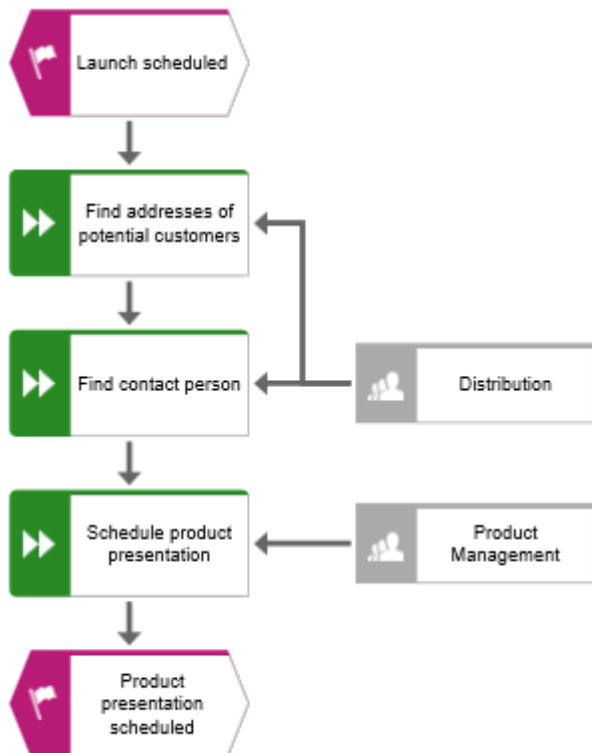 Launch scheduled
Find addresses of
potential customers
Find contact person
Distribution
Schedule product
presentation
Product
Management
Product
presentation
scheduled